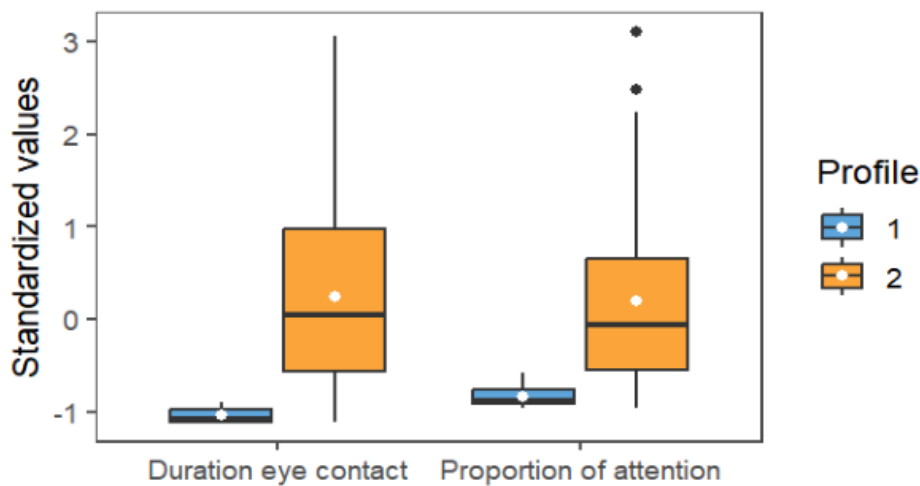 Standardized values
3
2
1
0
-1
Duration eye contact
Proportion of attention
Profile
1
2